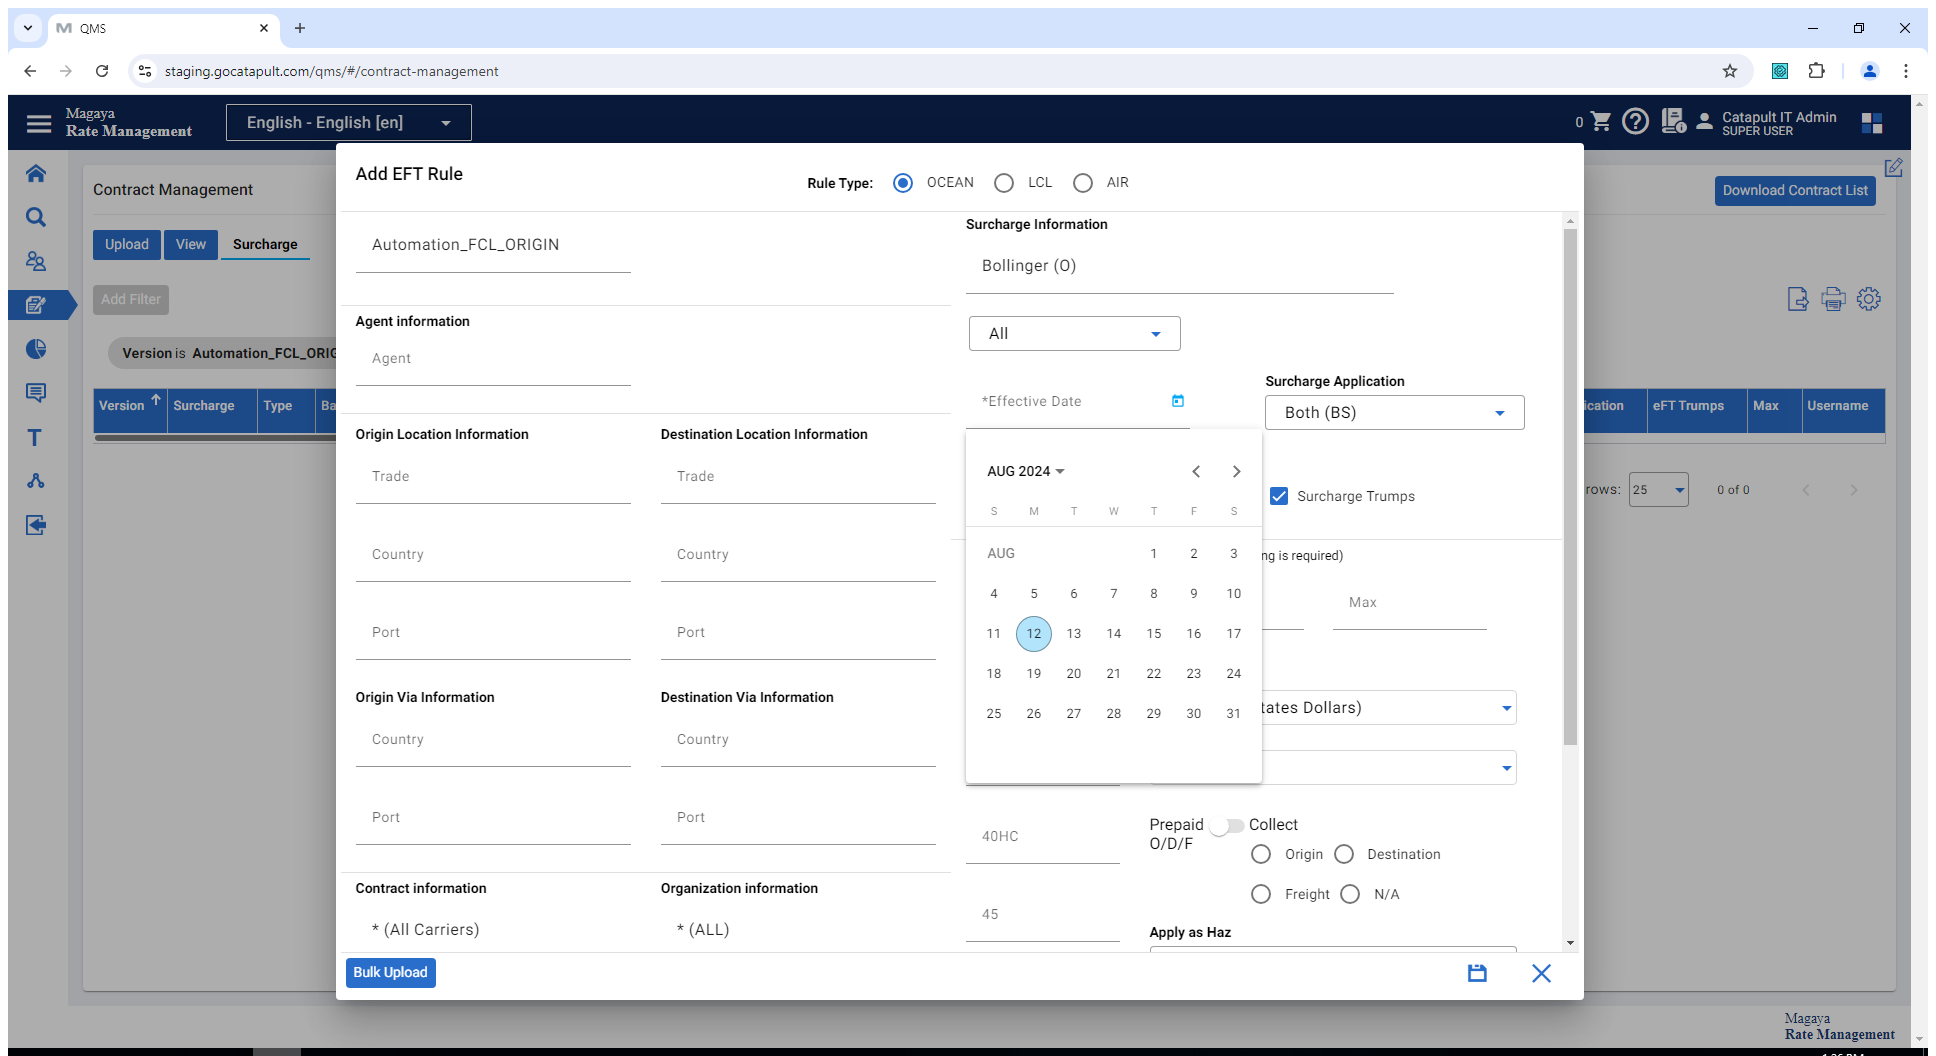 QMS
staging.gocatapult.com/qms/#/contract-management
Magaya
Rate Management
English - English [en]
0
Catapult IT Admin
SUPER USER
Contract Management
Download Contract List
Upload
View
Surcharge
Add Filter
Version is Automation_FCL_ORIG
Version
Surcharge
Type
Ba
ication
eFT Trumps
Max
Username
rows:
25
0 of 0
Add EFT Rule
Rule Type:
OCEAN
LCL
AIR
Automation_FCL_ORIGIN
Agent information
Agent
Origin Location Information
Destination Location Information
Trade
Trade
Country
Country
Port
Port
Origin Via Information
Destination Via Information
Country
Country
Port
Port
Contract information
Organization information
* (All Carriers)
* (ALL)
Surcharge Information
Bollinger (O)
All
*Effective Date
Surcharge Application
Both (BS)
Surcharge Trumps
AUG 2024
S M T W T F S
AUG 1 2 3
4 5 6 7 8 9 10
11 12 13 14 15 16 17
18 19 20 21 22 23 24
25 26 27 28 29 30 31
ng is required)
Max
tates Dollars)
40HC
45
Prepaid
Collect
O/D/F
Origin
Destination
Freight
N/A
Apply as Haz
Bulk Upload
Magaya
Rate Management